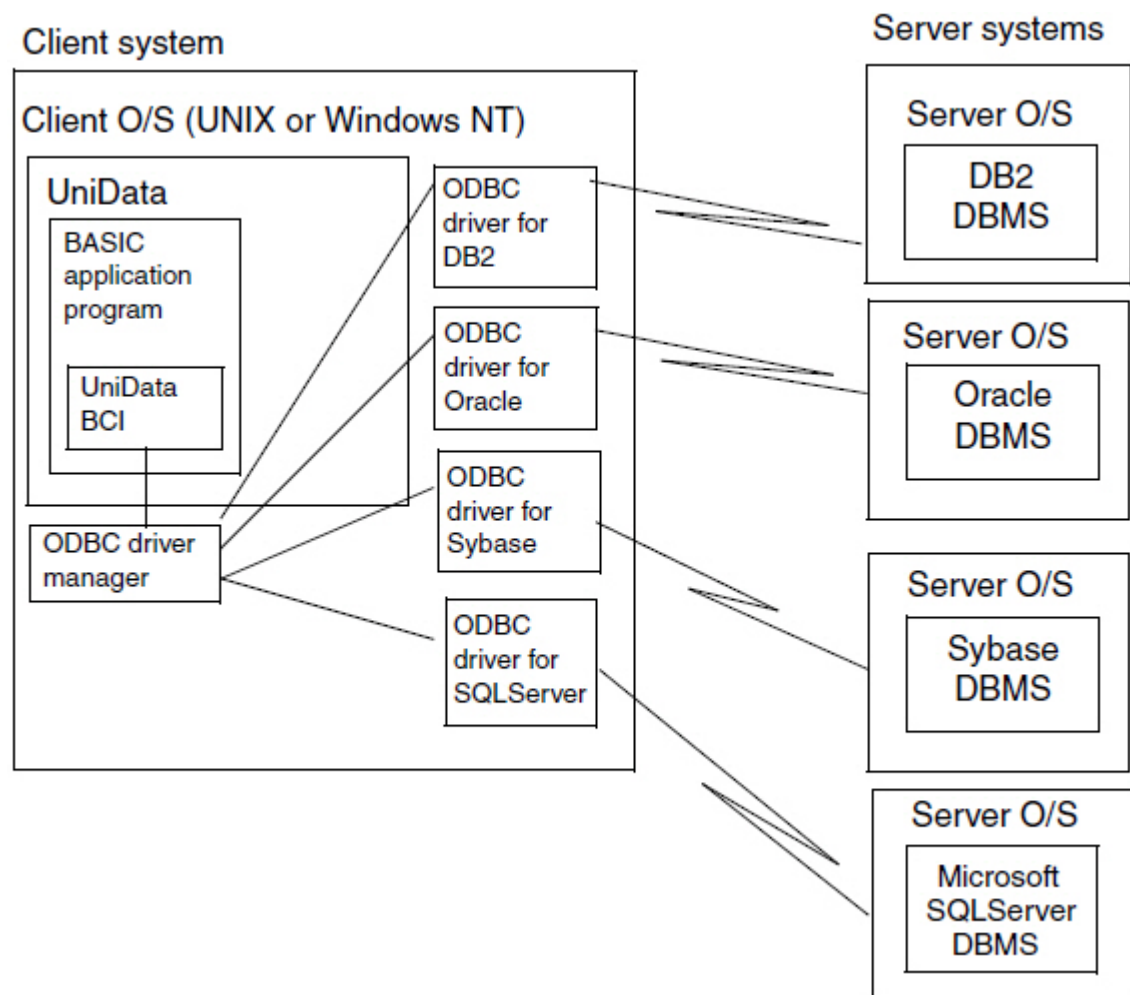 Client system
Client O/S (UNIX or Windows NT)
UniData
BASIC
application
program
UniData
BCI
ODBC driver
manager
ODBC
driver for
DB2
ODBC
driver for
Oracle
ODBC
driver for
Sybase
ODBC
driver for
SQLServer
Server systems
Server O/S
DB2
DBMS
Server O/S
Oracle
DBMS
Server O/S
Sybase
DBMS
Server O/S
Microsoft
SQLServer
DBMS